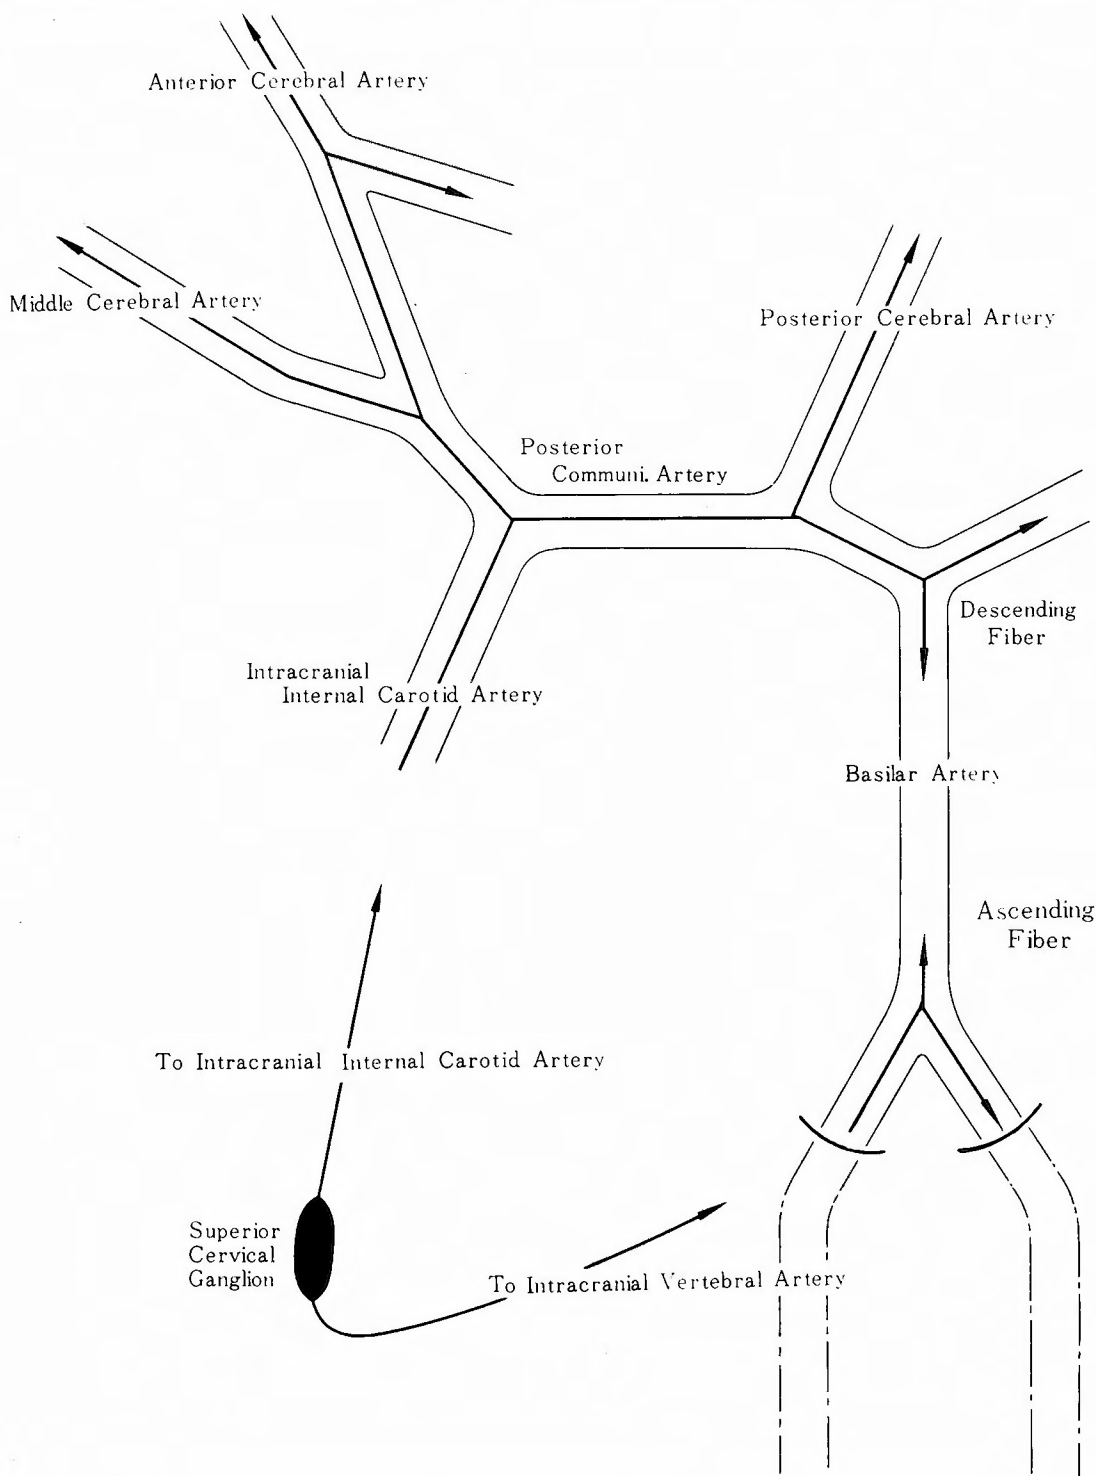 Anterior Cerebral Artery
Middle Cerebral Artery
Posterior Cerebral Artery
Posterior
Communi. Artery
Descending
Fiber
Intracranial
Internal Carotid Artery
Basilar Artery
Ascending
Fiber
To Intracranial Internal Carotid Artery
Superior
Cervical
Ganglion
To Intracranial Vertebral Artery